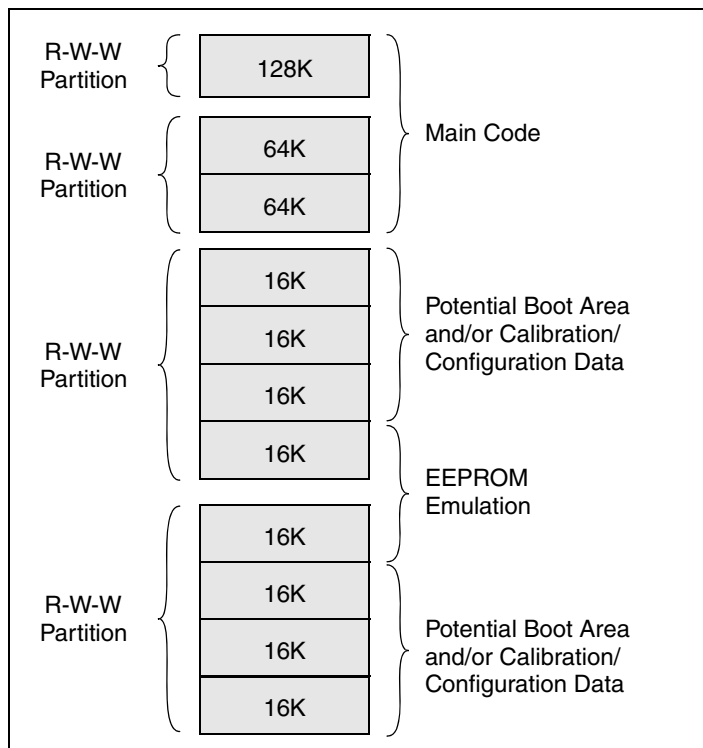 R-W-W
Partition
128K
R-W-W
Partition
64K
64K
Main Code
R-W-W
Partition
16K
16K
16K
16K
Potential Boot Area
and/or Calibration/
Configuration Data
EEPROM
Emulation
R-W-W
Partition
16K
16K
16K
16K
Potential Boot Area
and/or Calibration/
Configuration Data